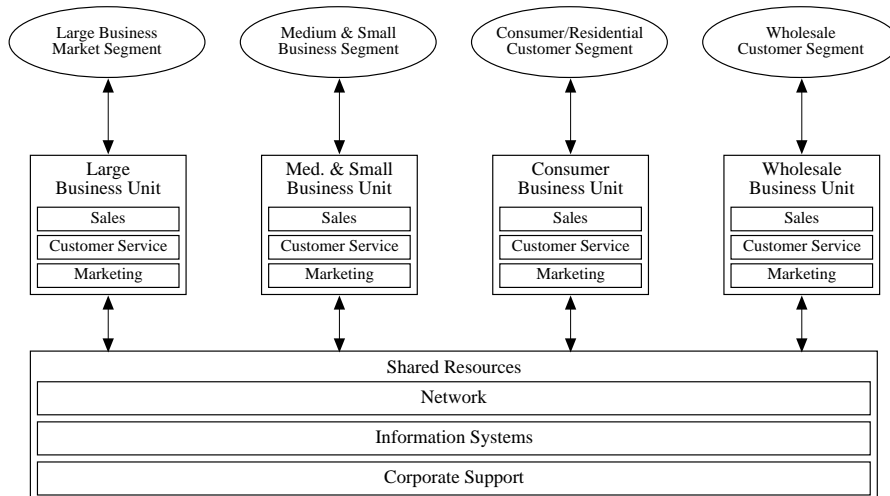 Large Business
Market Segment
Medium & Small
Business Segment
Consumer/Residential
Customer Segment
Wholesale
Customer Segment
Large
Business Unit
Sales
Customer Service
Marketing
Med. & Small
Business Unit
Sales
Customer Service
Marketing
Consumer
Business Unit
Sales
Customer Service
Marketing
Wholesale
Business Unit
Sales
Customer Service
Marketing
Shared Resources
Network
Information Systems
Corporate Support